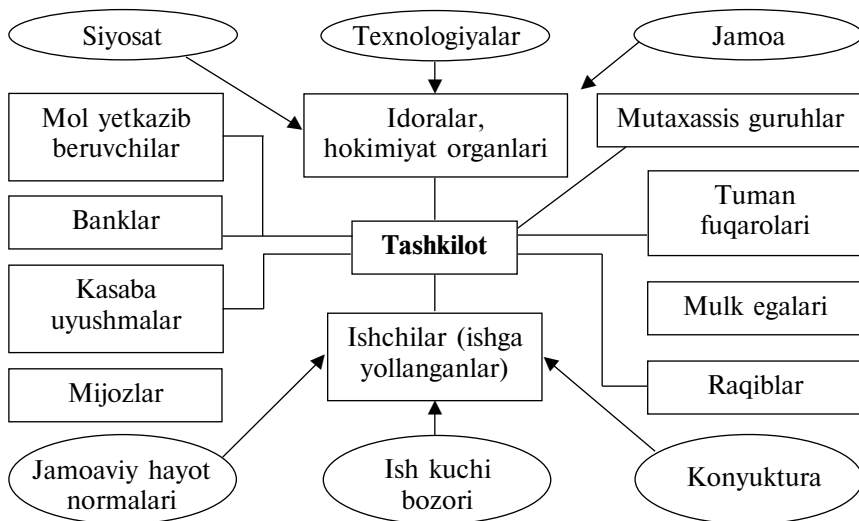 Siyosat
Texnologiyalar
Jamoa
Mol yetkazib
beruvchilar
Idoralar,
hokimiyat organlari
Mutaxassis guruhlar
Banklar
Tashkilot
Tuman
fuqarolari
Kasaba
uyushmalar
Ishchilar (ishga
yollanganlar)
Mulk egalari
Mijozlar
Raqiblar
Jamoaviy hayot
normalari
Ish kuchi
bozori
Konyuktura